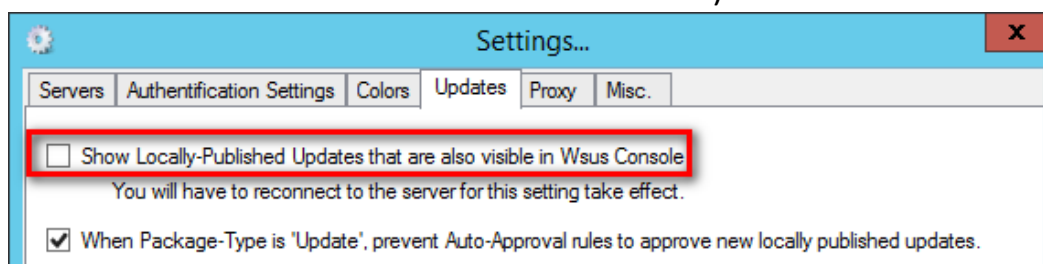 Settings...
x
Servers Authentification Settings Colors Updates Proxy Misc.
Show Locally-Published Updates that are also visible in Wsus Console
You will have to reconnect to the server for this setting take effect.
When Package-Type is 'Update', prevent Auto-Approval rules to approve new locally published updates.